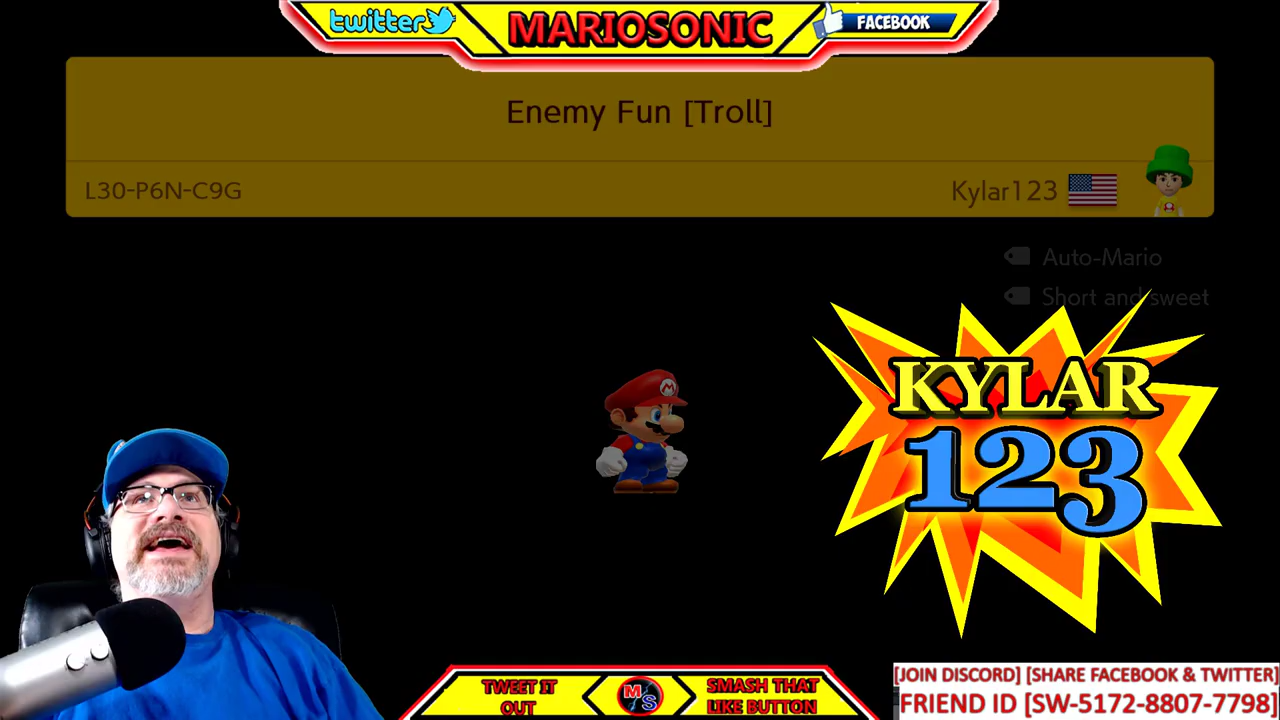 twitter
MARIOSONIC
FACEBOOK
Enemy Fun [Troll]
L30-P6N-C9G
Kylar123
Auto-Mario
Short and sweet
M
KYLAR
123
TWEET IT
OUT
MS
SMASH THAT
LIKE BUTTON
[JOIN DISCORD] [SHARE FACEBOOK & TWITTER]
FRIEND ID [SW-5172-8807-7798]